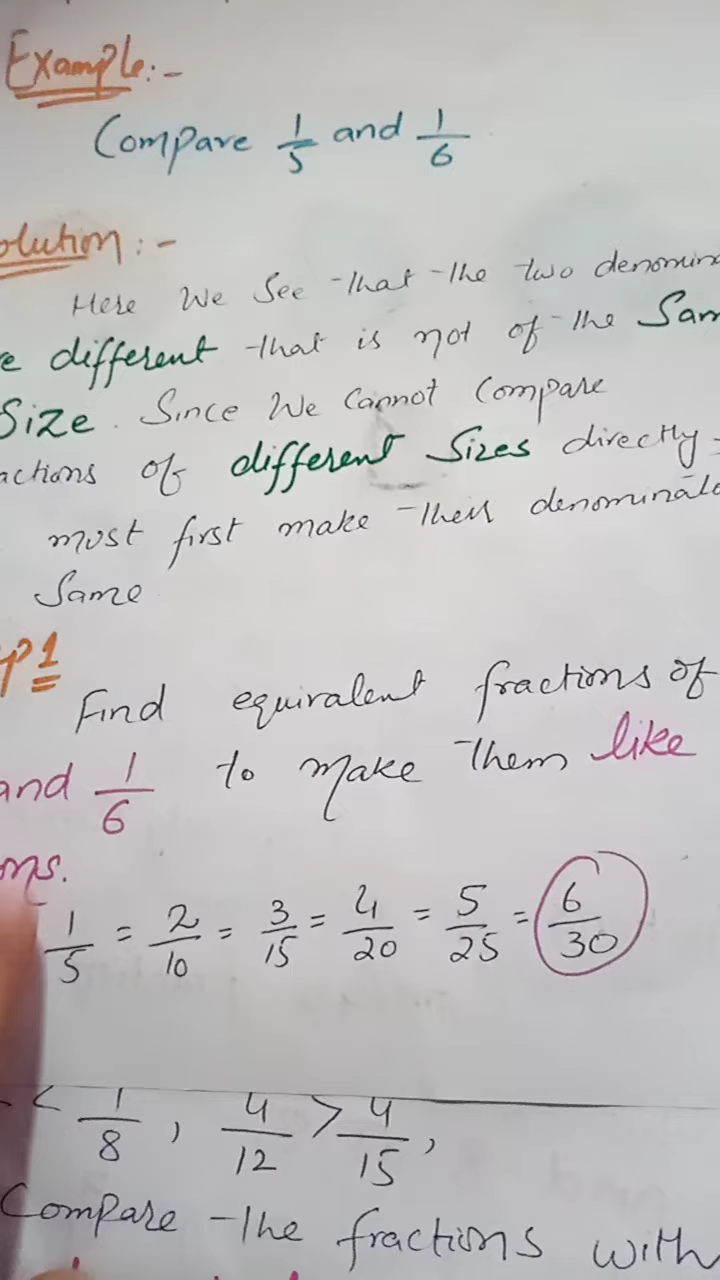 Example:-
Compare 1/5 and 1/6
olution:-
Here We See that the two denomin
e different that is not of the Sam
Size. Since We Cannot Compare
actions of different Sizes directly
must first make their denominato
Same
p1
Find equivalent fractions of
and 1/6 to make them like
ons.
1/5 = 2/10 = 3/15 = 4/20 = 5/25 = 6/30
< 1/8, 4/12 > 4/15,
Compare the fractions with